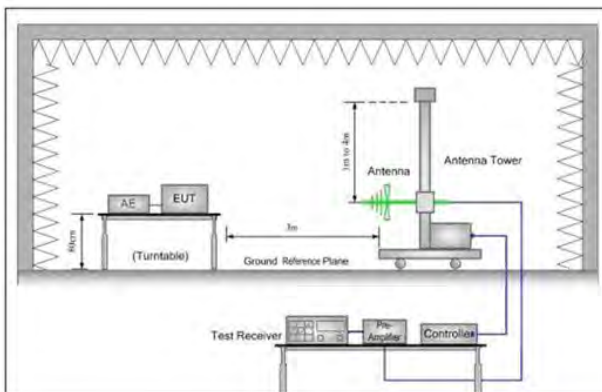 1m to 4m
Antenna
Antenna Tower
AE
EUT
80cm
3m
(Turntable)
Ground Reference Plane
Test Receiver
Pre-
Amplifier
Controller